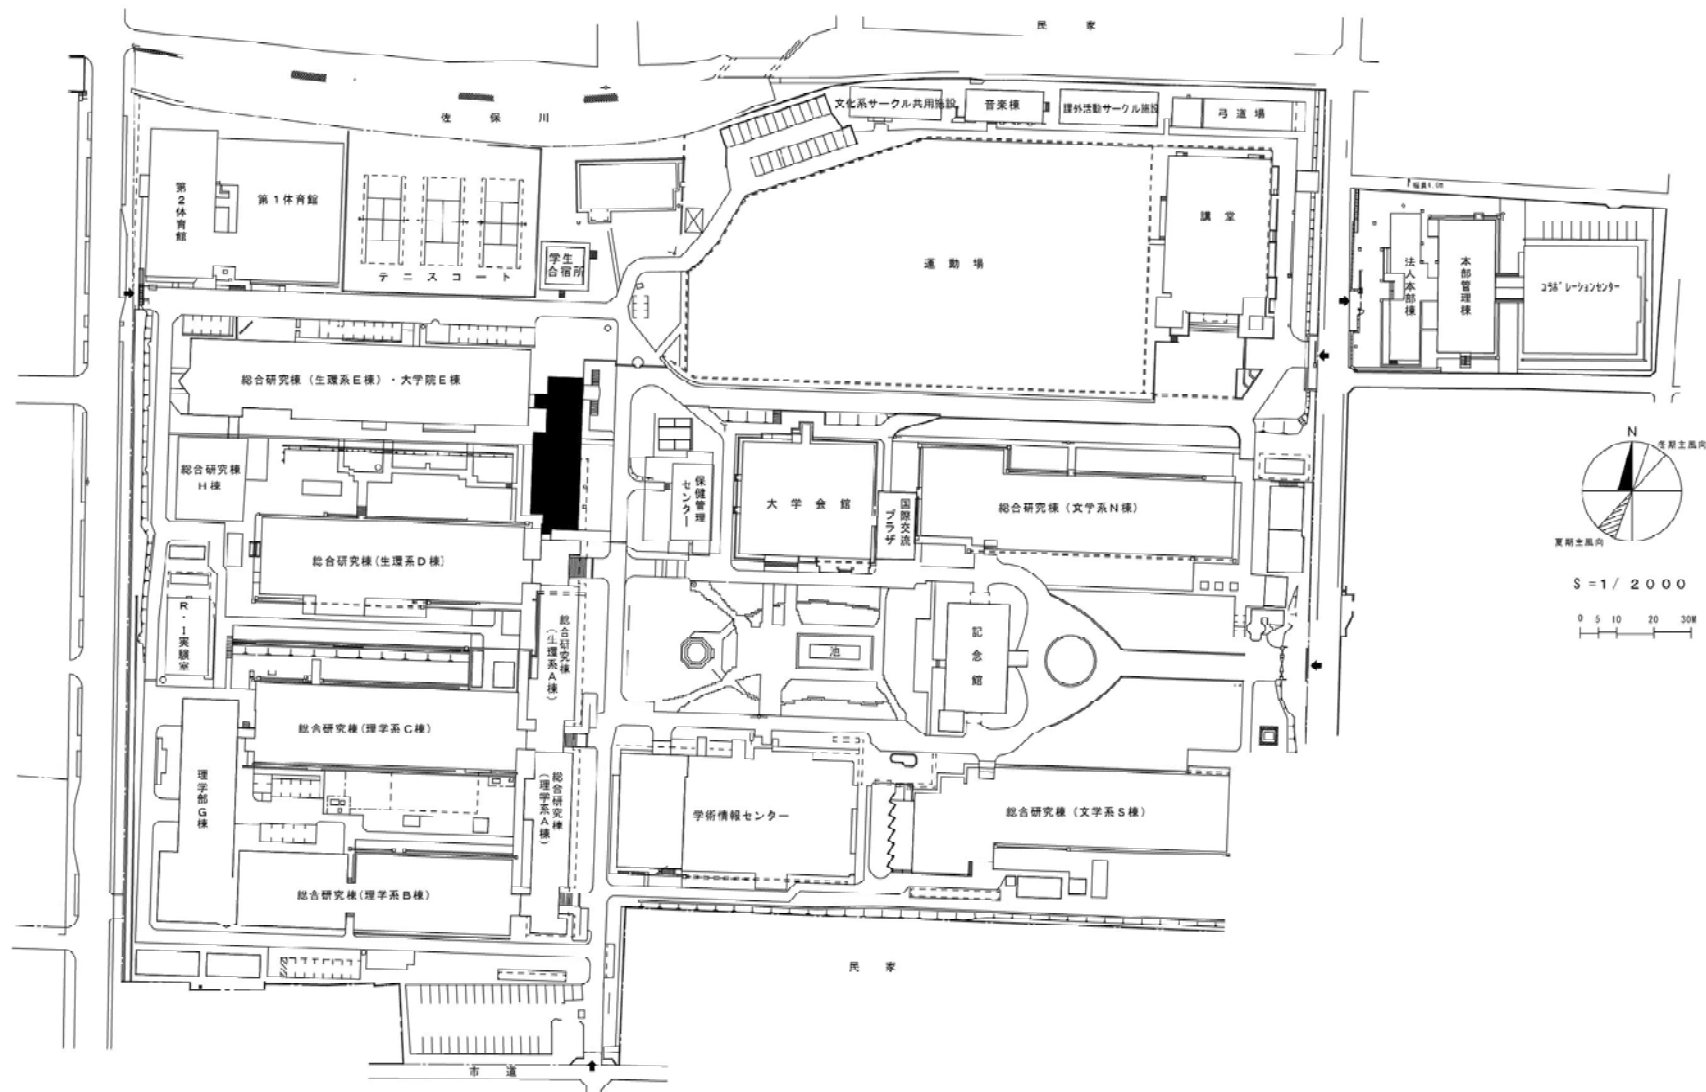 民　家
佐　保　川
文化系サークル共用施設
音楽棟
課外活動サークル施設
弓道場
幅員4.0m
第2体育館
第1体育館
テニスコート
学生
合宿所
運動場
講堂
法人本部棟
本部管理棟
コラボレーションセンター
総合研究棟（生環系E棟）・大学院E棟
N
冬期主風向
夏期主風向
S=1/2000
0 5 10 20 30M
総合研究棟
H棟
保健管理
センター
大学会館
国際交流
プラザ
総合研究棟（文学系N棟）
総合研究棟(生環系D棟)
R・I実験室
総合研究棟
(生環系A棟)
池
記念館
総合研究棟(理学系C棟)
理学部G棟
総合研究棟
(理学系A棟)
学術情報センター
総合研究棟（文学系S棟）
総合研究棟(理学系B棟)
民　家
市　道